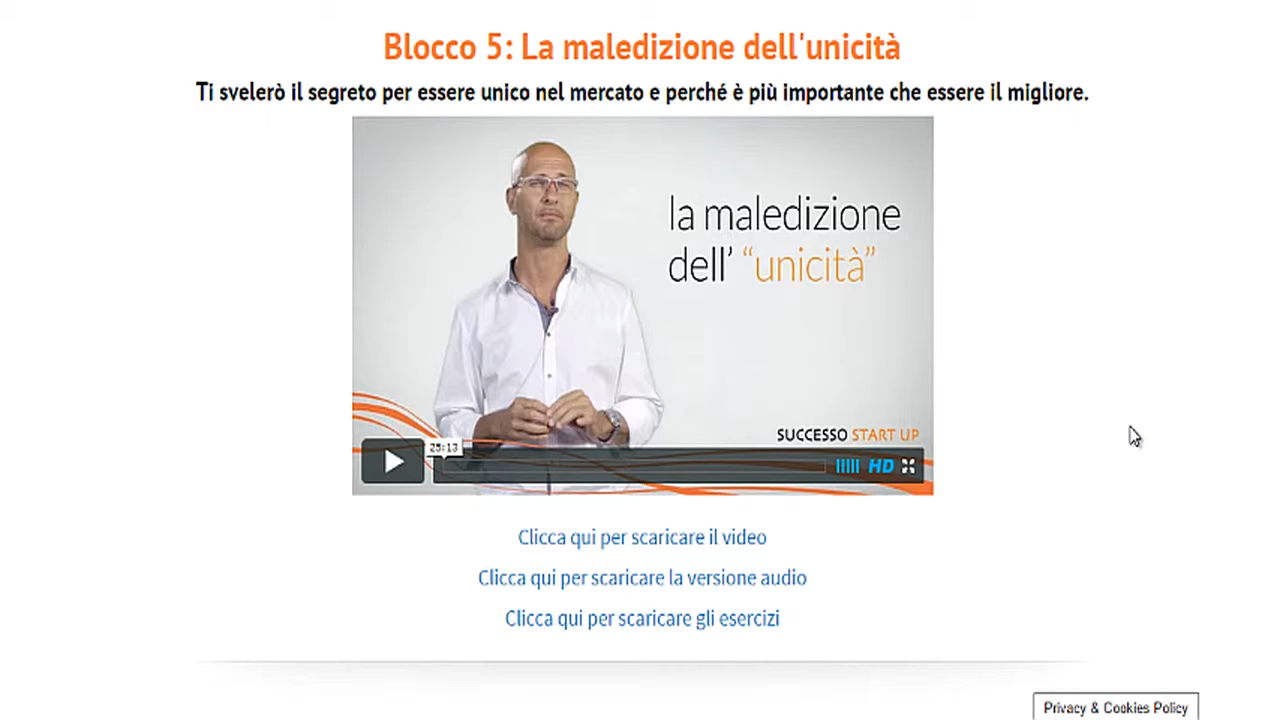 Blocco 5: La maledizione dell'unicità
Ti svelerò il segreto per essere unico nel mercato e perché è più importante che essere il migliore.
la maledizione
dell' “unicità”
SUCCESSO START UP
25:13
HD
Clicca qui per scaricare il video
Clicca qui per scaricare la versione audio
Clicca qui per scaricare gli esercizi
Privacy & Cookies Policy